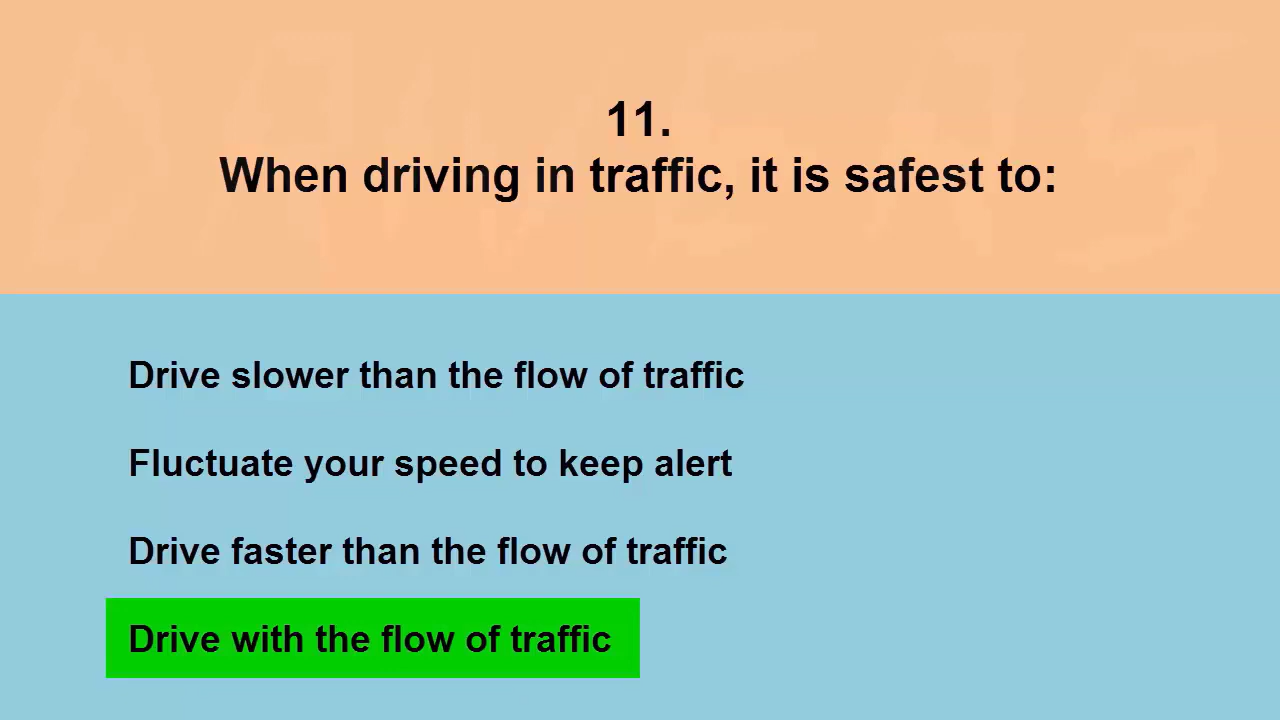 11.
When driving in traffic, it is safest to:
Drive slower than the flow of traffic
Fluctuate your speed to keep alert
Drive faster than the flow of traffic
Drive with the flow of traffic